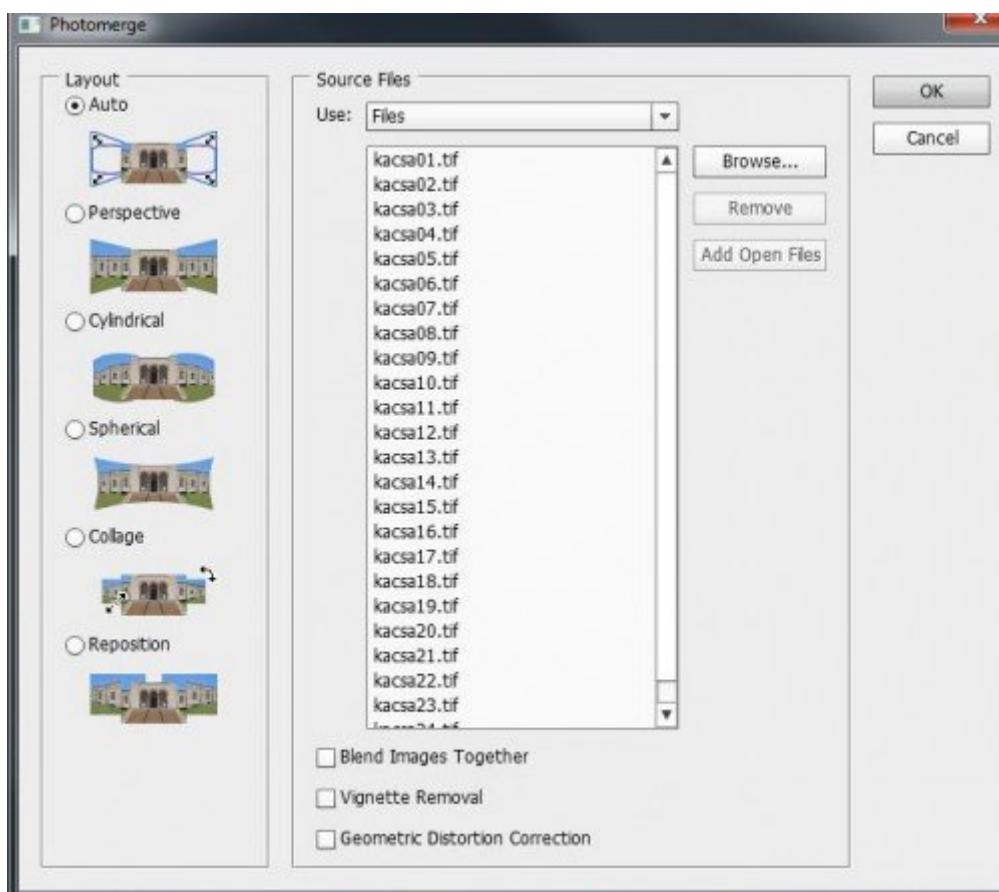 Photomerge
Layout
Auto
Perspective
Cylindrical
Spherical
Collage
Reposition
Source Files
Use: Files
kacsa01.tif
kacsa02.tif
kacsa03.tif
kacsa04.tif
kacsa05.tif
kacsa06.tif
kacsa07.tif
kacsa08.tif
kacsa09.tif
kacsa10.tif
kacsa11.tif
kacsa12.tif
kacsa13.tif
kacsa14.tif
kacsa15.tif
kacsa16.tif
kacsa17.tif
kacsa18.tif
kacsa19.tif
kacsa20.tif
kacsa21.tif
kacsa22.tif
kacsa23.tif
Browse...
Remove
Add Open Files
Blend Images Together
Vignette Removal
Geometric Distortion Correction
OK
Cancel